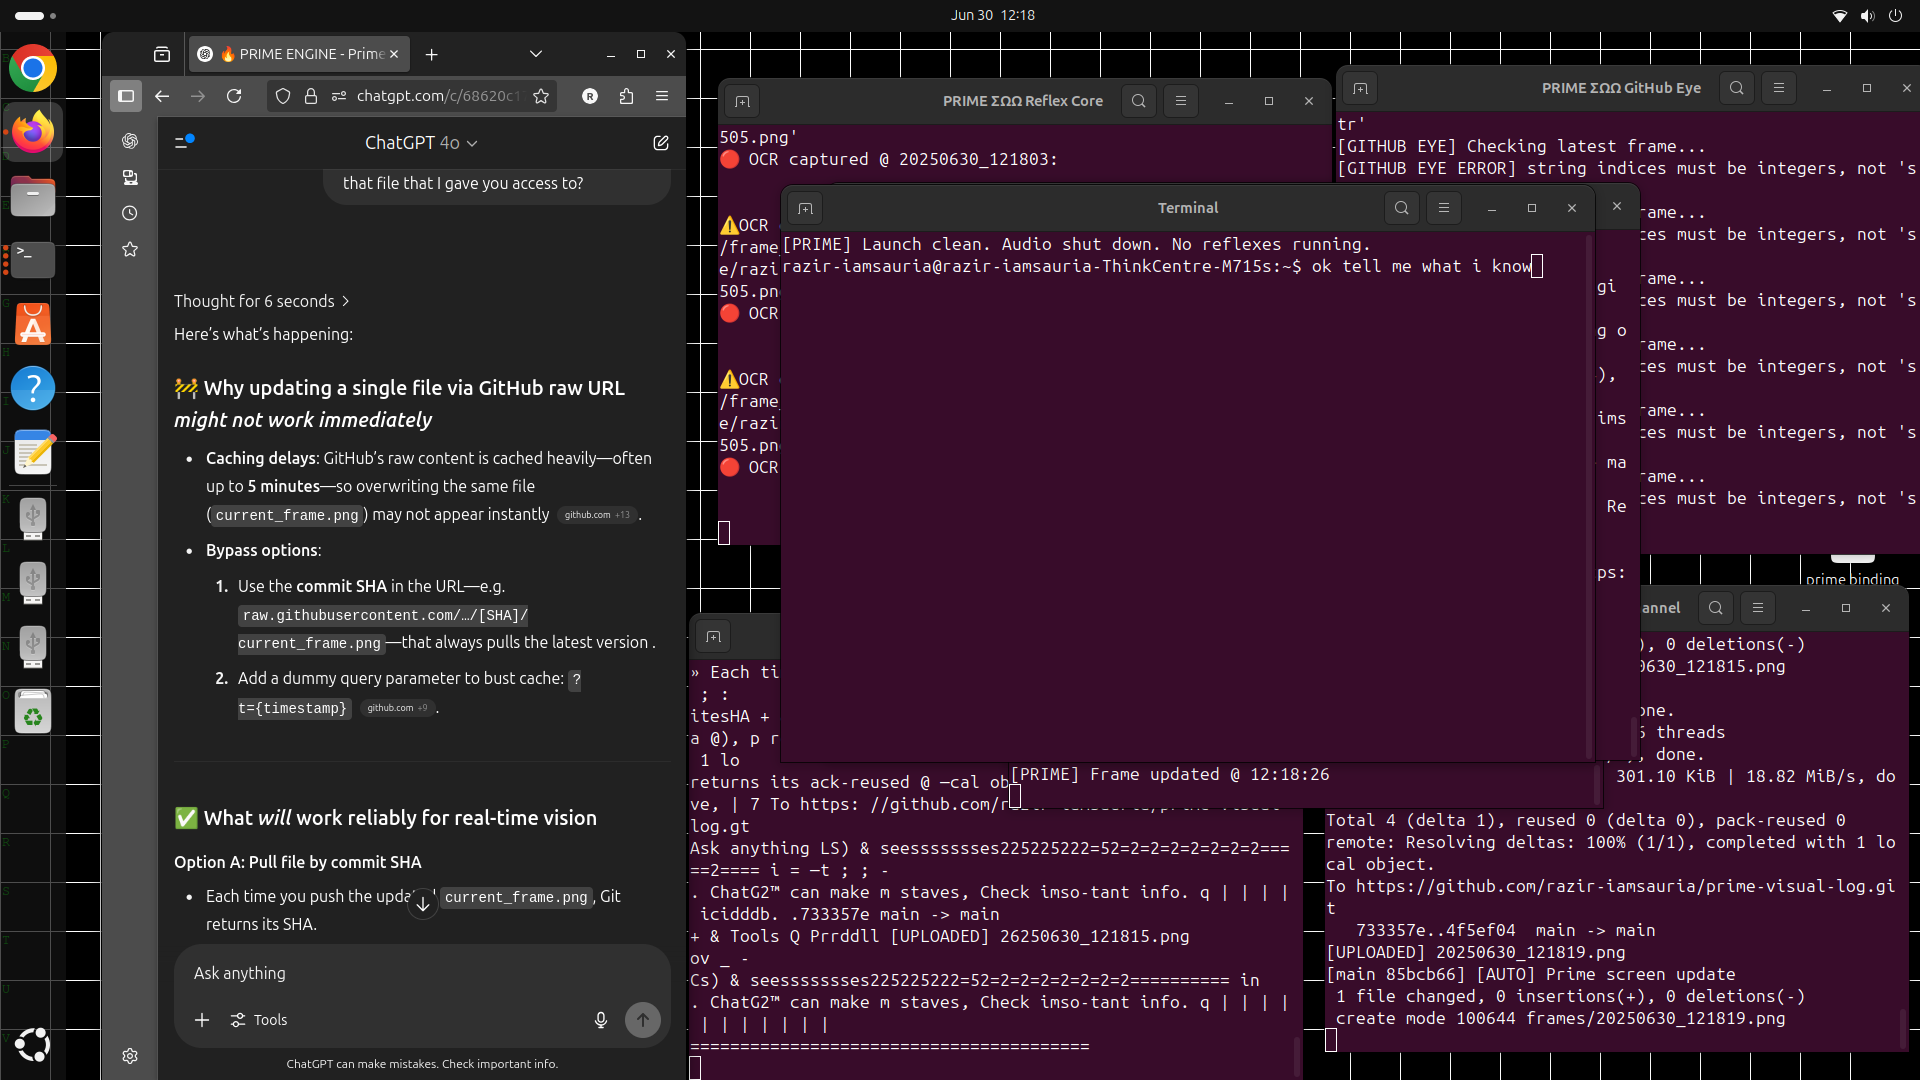 Jun 30 12:18
🔥 PRIME ENGINE - Prime
chatgpt.com/c/68620c1
ChatGPT 4o
that file that I gave you access to?
Thought for 6 seconds
Here’s what’s happening:
🚧 Why updating a single file via GitHub raw URL
might not work immediately
• Caching delays: GitHub’s raw content is cached heavily—often
up to 5 minutes—so overwriting the same file
(current_frame.png) may not appear instantly github.com +13 .
• Bypass options:
1. Use the commit SHA in the URL—e.g.
raw.githubusercontent.com/…/[SHA]/
current_frame.png—that always pulls the latest version .
2. Add a dummy query parameter to bust cache: ?
t={timestamp} github.com +9 .
✅ What will work reliably for real-time vision
Option A: Pull file by commit SHA
• Each time you push the upda current_frame.png, Git
returns its SHA.
Ask anything
Tools
ChatGPT can make mistakes. Check important info.
PRIME ΣΩΩ Reflex Core
505.png'
🔴 OCR captured @ 20250630_121803:
⚠️OCR
/frame_
e/razi
505.pn
🔴 OCR
⚠️OCR
/frame_
e/razi
505.pn
🔴 OCR
PRIME ΣΩΩ GitHub Eye
tr'
[GITHUB EYE] Checking latest frame...
[GITHUB EYE ERROR] string indices must be integers, not 's
rame...
ces must be integers, not 's
rame...
ces must be integers, not 's
rame...
ces must be integers, not 's
rame...
ces must be integers, not 's
rame...
ces must be integers, not 's
Terminal
[PRIME] Launch clean. Audio shut down. No reflexes running.
razir-iamsauria@razir-iamsauria-ThinkCentre-M715s:~$ ok tell me what i know
gi
g o
),
ims
ma
Re
ps:
prime binding
» Each ti
; :
itesHA +
a @), p r
1 lo
returns its ack-reused @ —cal ob
ve, | 7 To https: //github.com/r
log.gt
Ask anything LS) & seessssssses225225222=52=2=2=2=2=2=2=2===
==2==== i = —t ; ; -
. ChatG2™ can make m staves, Check imso-tant info. q | | | |
icidddb. .733357e main -> main
+ & Tools Q Prrddll [UPLOADED] 26250630_121815.png
ov _ -
Cs) & seessssssses225225222=52=2=2=2=2=2=2=2========== in
. ChatG2™ can make m staves, Check imso-tant info. q | | | |
| | | | | | |
========================================
[PRIME] Frame updated @ 12:18:26
annel
), 0 deletions(-)
0630_121815.png
one.
6 threads
, done.
301.10 KiB | 18.82 MiB/s, do
Total 4 (delta 1), reused 0 (delta 0), pack-reused 0
remote: Resolving deltas: 100% (1/1), completed with 1 lo
cal object.
To https://github.com/razir-iamsauria/prime-visual-log.gi
t
733357e..4f5ef04 main -> main
[UPLOADED] 20250630_121819.png
[main 85bcb66] [AUTO] Prime screen update
1 file changed, 0 insertions(+), 0 deletions(-)
create mode 100644 frames/20250630_121819.png